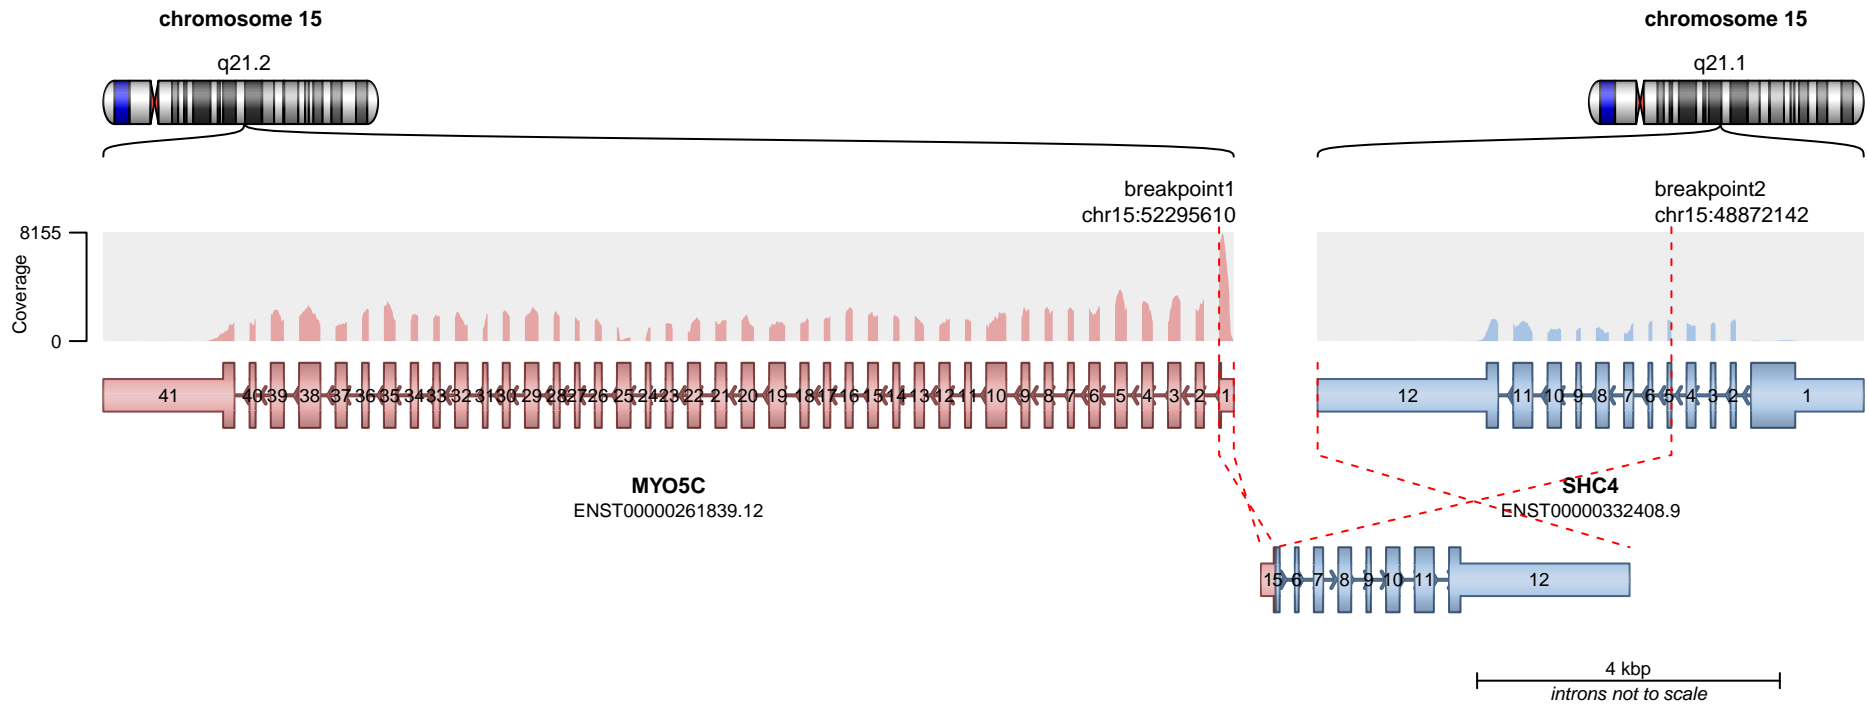 chromosome 15
chromosome 15
q21.2
q21.1
breakpoint1
chr15:52295610
breakpoint2
chr15:48872142
8155
Coverage
0
41 40 39 38 37 36 35 34 33 32 31 30 29 28 27 26 25 24 23 22 21 20 19 18 17 16 15 14 13 12 11 10 9 8 7 6 5 4 3 2 1
12 11 10 9 8 7 6 5 4 3 2 1
MYO5C
ENST00000261839.12
SHC4
ENST00000332408.9
1 5 6 7 8 9 10 11 12
4 kbp
introns not to scale